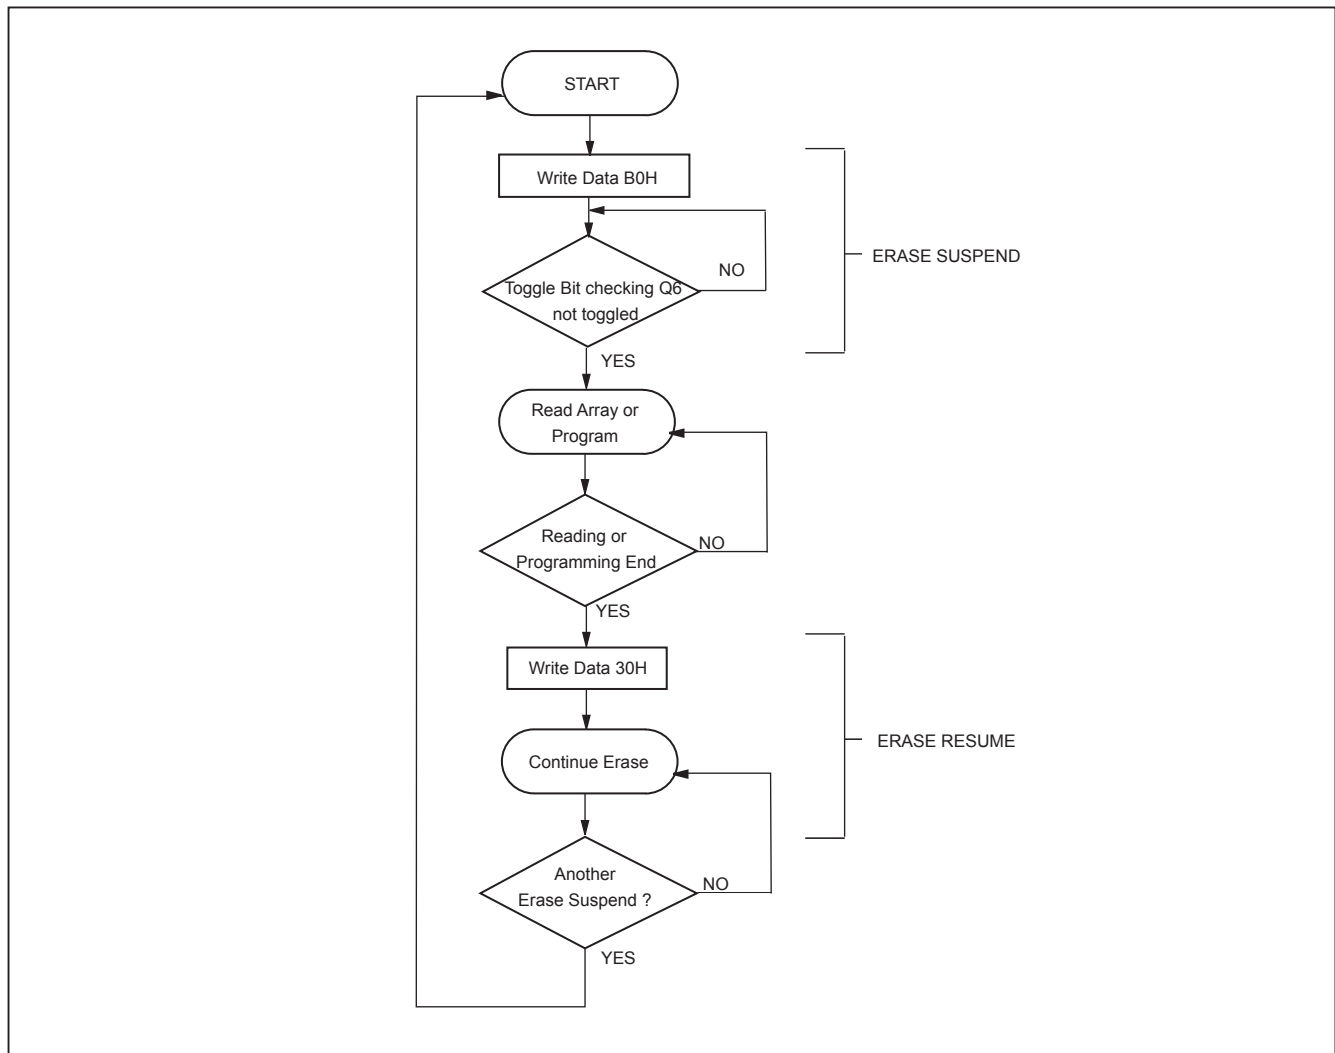 START
Write Data B0H
ERASE SUSPEND
NO
Toggle Bit checking Q6
not toggled
YES
Read Array or
Program
Reading or
Programming End
NO
YES
Write Data 30H
ERASE RESUME
Continue Erase
Another
Erase Suspend ?
NO
YES